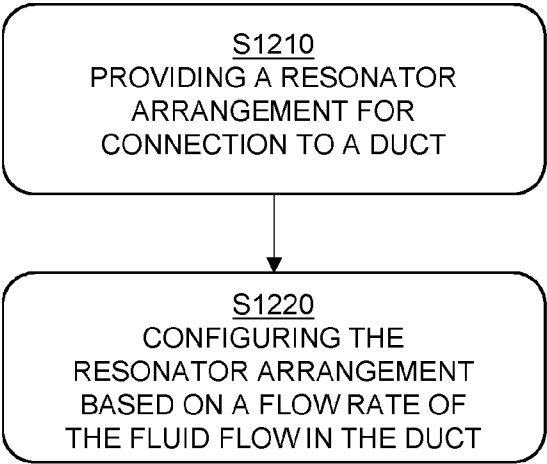 S1210
PROVIDING A RESONATOR
ARRANGEMENT FOR
CONNECTION TO A DUCT
S1220
CONFIGURING THE
RESONATOR ARRANGEMENT
BASED ON A FLOW RATE OF
THE FLUID FLOW IN THE DUCT